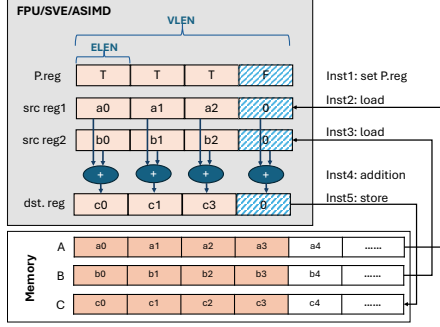 FPU/SVE/ASIMD
VLEN
ELEN
P.reg T T T F Inst1: set P.reg
src reg1 a0 a1 a2 0 Inst2: load
src reg2 b0 b1 b2 0 Inst3: load
+ + + + Inst4: addition
dst. reg c0 c1 c3 0 Inst5: store
Memory
A a0 a1 a2 a3 a4 ......
B b0 b1 b2 b3 b4 ......
C c0 c1 c2 c3 c4 ......